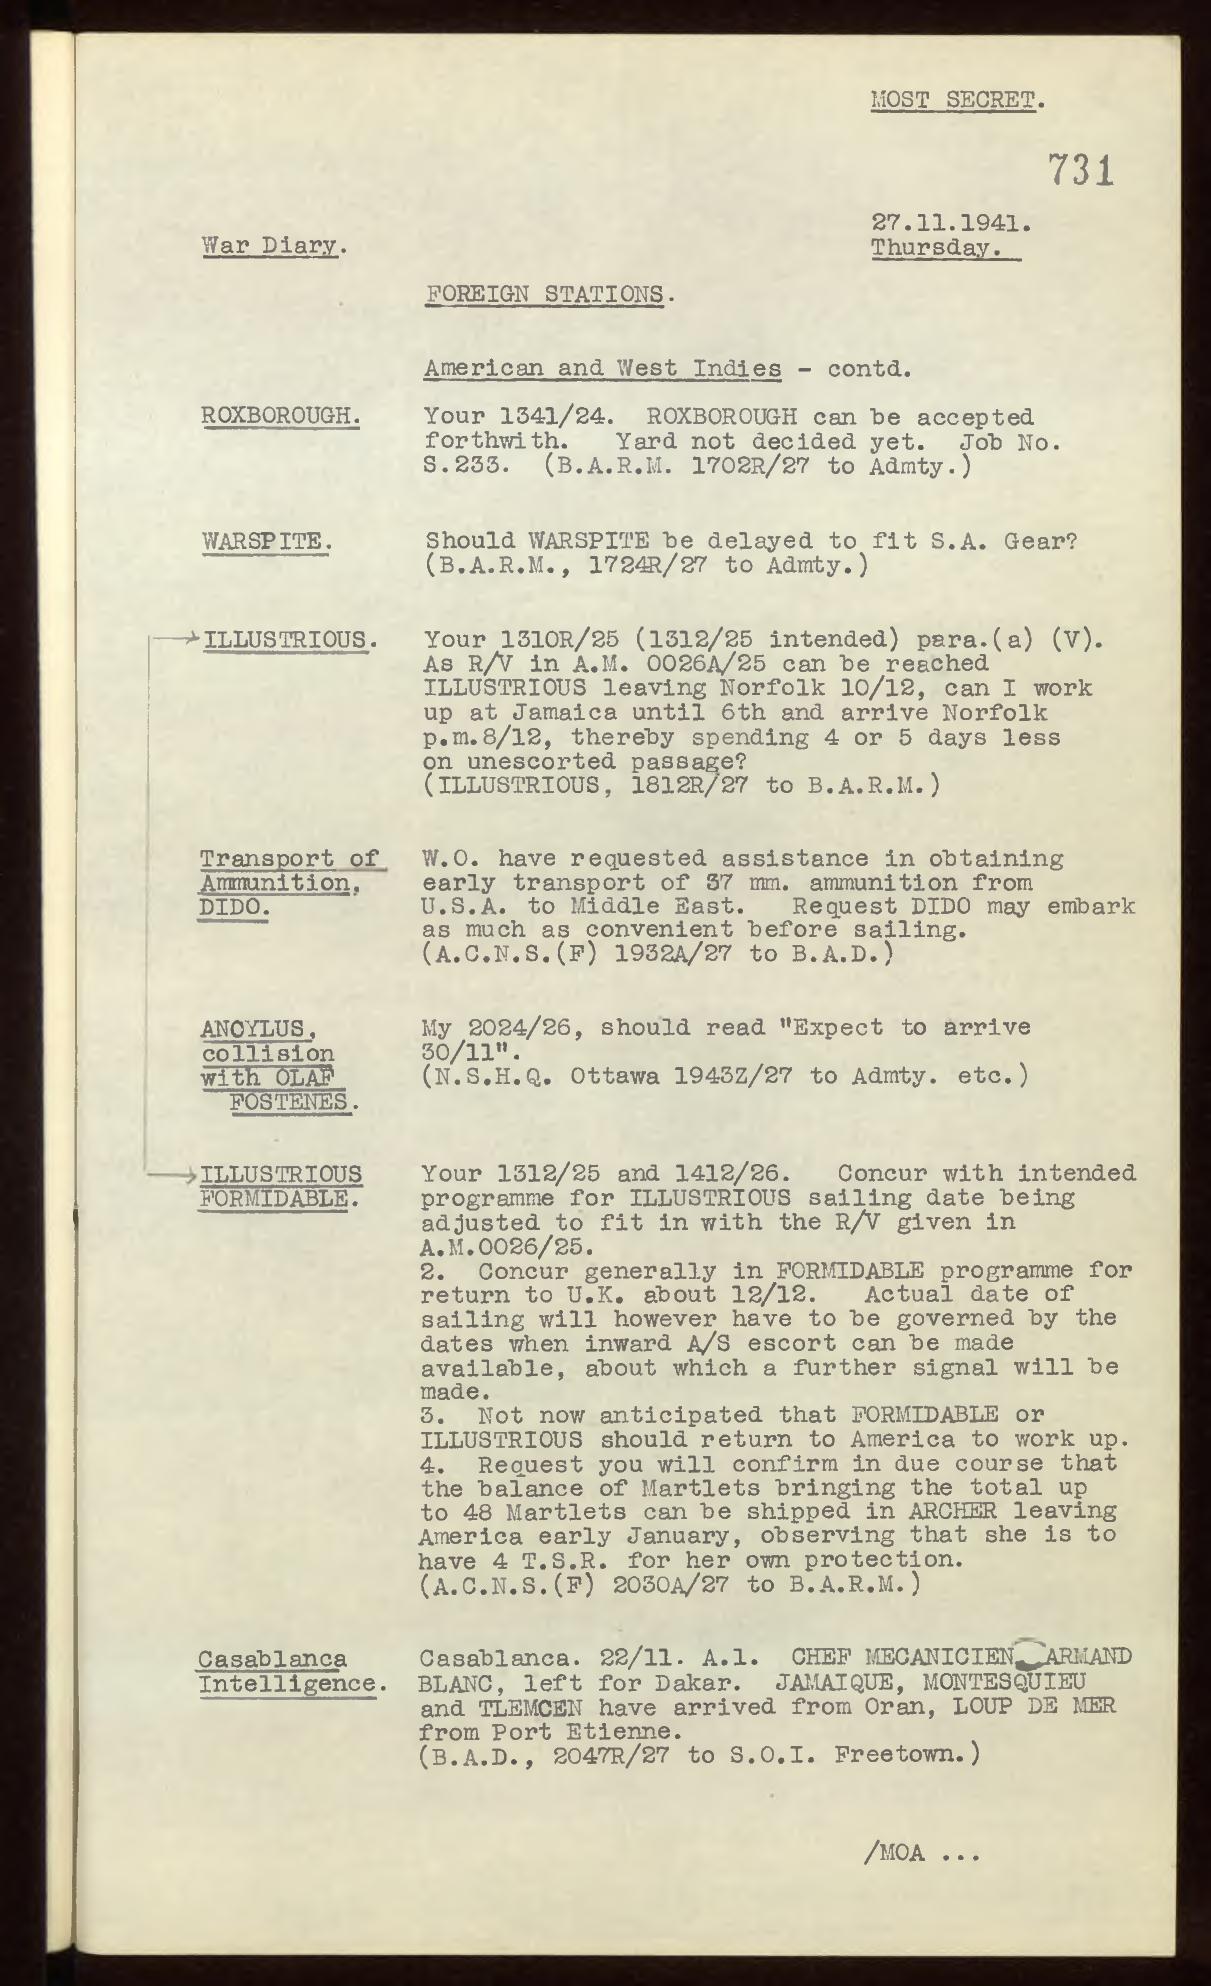 MOST SECRET.
731
27.11.1941.
War Diary.
Thursday.
FOREIGN STATIONS.
American and West Indies - contd.
ROXBOROUGH. Your 1341/24. ROXBOROUGH can be accepted
forthwith. Yard not decided yet. Job No.
S.233. (B.A.R.M. 1702R/27 to Admty.)
WARSPITE. Should WARSPITE be delayed to fit S.A. Gear?
(B.A.R.M., 1724R/27 to Admty.)
ILLUSTRIOUS. Your 1310R/25 (1312/25 intended) para.(a) (V).
As R/V in A.M. 0026A/25 can be reached
ILLUSTRIOUS leaving Norfolk 10/12, can I work
up at Jamaica until 6th and arrive Norfolk
p.m.8/12, thereby spending 4 or 5 days less
on unescorted passage?
(ILLUSTRIOUS, 1812R/27 to B.A.R.M.)
Transport of W.O. have requested assistance in obtaining
Ammunition, early transport of 37 mm. ammunition from
DIDO. U.S.A. to Middle East. Request DIDO may embark
as much as convenient before sailing.
(A.C.N.S.(F) 1932A/27 to B.A.D.)
ANCYLUS, My 2024/26, should read "Expect to arrive
collision 30/11".
with OLAF (N.S.H.Q. Ottawa 1943Z/27 to Admty. etc.)
FOSTENES.
ILLUSTRIOUS Your 1312/25 and 1412/26. Concur with intended
FORMIDABLE. programme for ILLUSTRIOUS sailing date being
adjusted to fit in with the R/V given in
A.M.0026/25.
2. Concur generally in FORMIDABLE programme for
return to U.K. about 12/12. Actual date of
sailing will however have to be governed by the
dates when inward A/S escort can be made
available, about which a further signal will be
made.
3. Not now anticipated that FORMIDABLE or
ILLUSTRIOUS should return to America to work up.
4. Request you will confirm in due course that
the balance of Martlets bringing the total up
to 48 Martlets can be shipped in ARCHER leaving
America early January, observing that she is to
have 4 T.S.R. for her own protection.
(A.C.N.S.(F) 2030A/27 to B.A.R.M.)
Casablanca Casablanca. 22/11. A.1. CHEF MECANICIEN ARMAND
Intelligence. BLANC, left for Dakar. JAMAIQUE, MONTESQUIEU
and TLEMCEN have arrived from Oran, LOUP DE MER
from Port Etienne.
(B.A.D., 2047R/27 to S.O.I. Freetown.)
/MOA ...